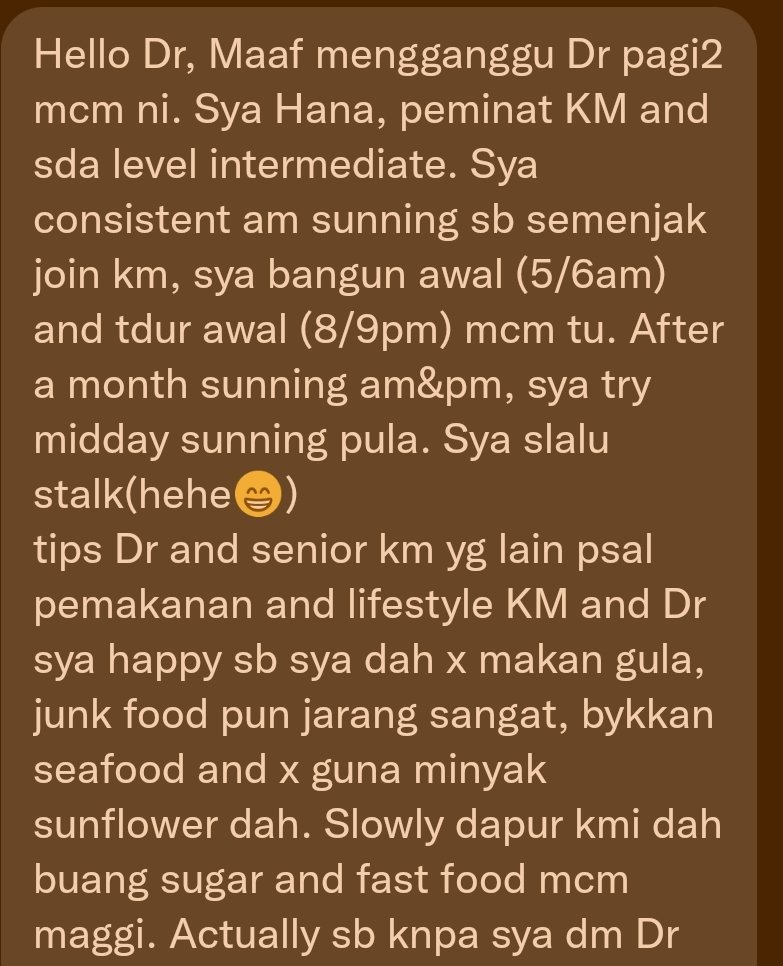 Hello Dr, Maaf mengganggu Dr pagi2
mcm ni. Sya Hana, peminat KM and
sda level intermediate. Sya
consistent am sunning sb semenjak
join km, sya bangun awal (5/6am)
and tdur awal (8/9pm) mcm tu. After
a month sunning am&pm, sya try
midday sunning pula. Sya slalu
stalk(hehe😁)
tips Dr and senior km yg lain psal
pemakanan and lifestyle KM and Dr
sya happy sb sya dah x makan gula,
junk food pun jarang sangat, bykkan
seafood and x guna minyak
sunflower dah. Slowly dapur kmi dah
buang sugar and fast food mcm
maggi. Actually sb knpa sya dm Dr